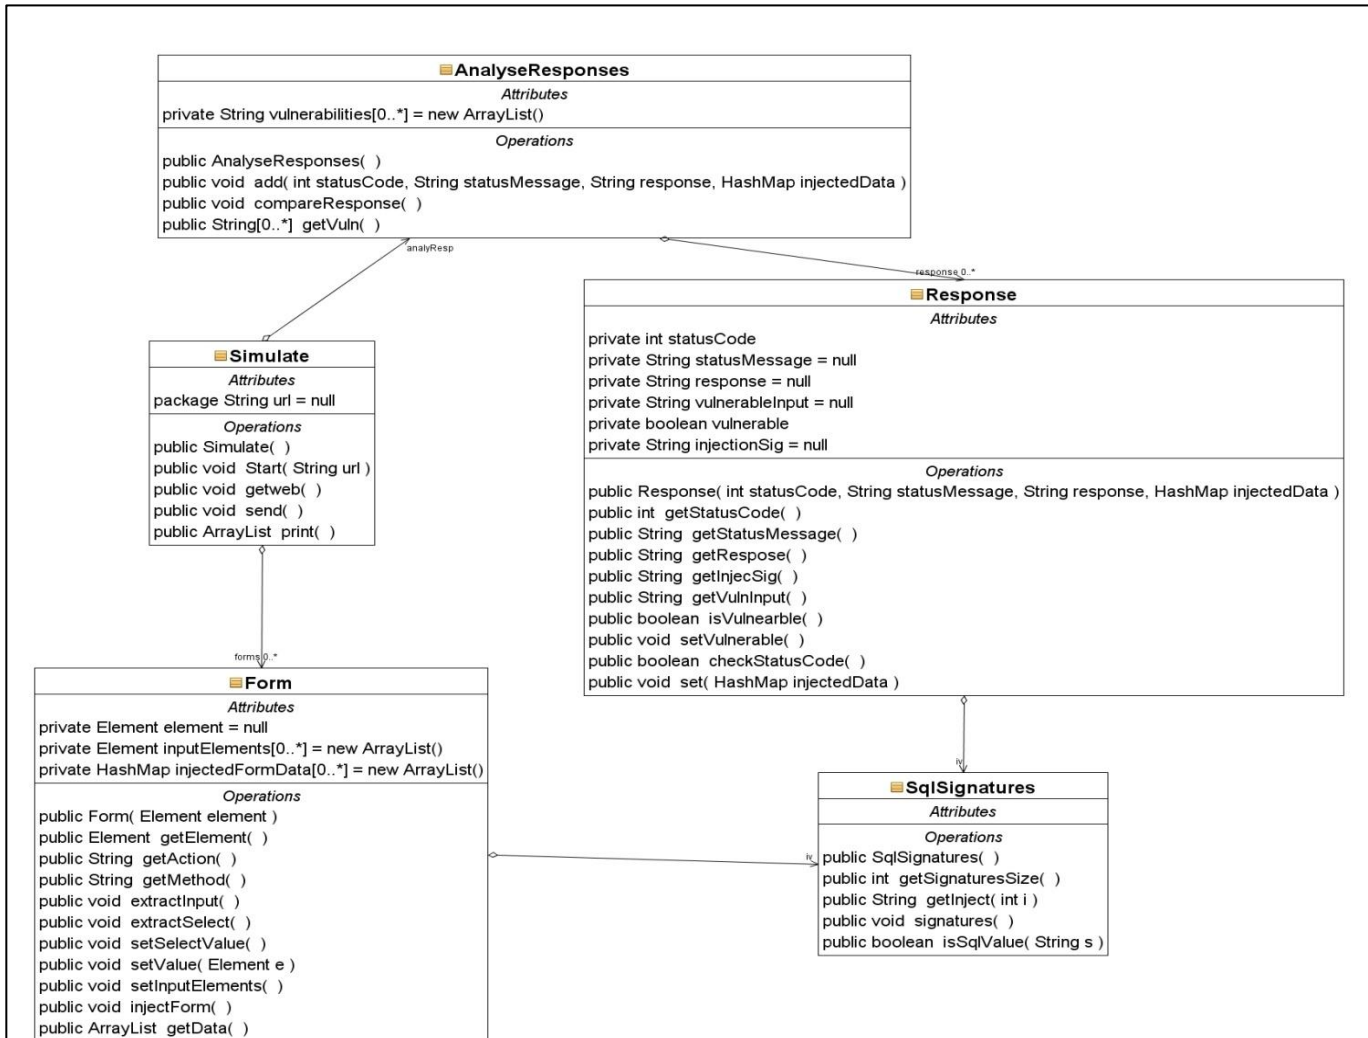 AnalyseResponses
Attributes
private String vulnerabilities[0..*] = new ArrayList()
Operations
public AnalyseResponses( )
public void add( int statusCode, String statusMessage, String response, HashMap injectedData )
public void compareResponse( )
public String[0..*] getVuln( )
analyResp
response 0..*
Response
Attributes
private int statusCode
private String statusMessage = null
private String response = null
private String vulnerableInput = null
private boolean vulnerable
private String injectionSig = null
Operations
public Response( int statusCode, String statusMessage, String response, HashMap injectedData )
public int getStatusCode( )
public String getStatusMessage( )
public String getRespose( )
public String getInjecSig( )
public String getVulnInput( )
public boolean isVulnearble( )
public void setVulnerable( )
public boolean checkStatusCode( )
public void set( HashMap injectedData )
Simulate
Attributes
package String url = null
Operations
public Simulate( )
public void Start( String url )
public void getweb( )
public void send( )
public ArrayList print( )
forms 0..*
Form
Attributes
private Element element = null
private Element inputElements[0..*] = new ArrayList()
private HashMap injectedFormData[0..*] = new ArrayList()
Operations
public Form( Element element )
public Element getElement( )
public String getAction( )
public String getMethod( )
public void extractInput( )
public void extractSelect( )
public void setSelectValue( )
public void setValue( Element e )
public void setInputElements( )
public void injectForm( )
public ArrayList getData( )
iv
iv
SqlSignatures
Attributes
Operations
public SqlSignatures( )
public int getSignaturesSize( )
public String getInject( int i )
public void signatures( )
public boolean isSqlValue( String s )